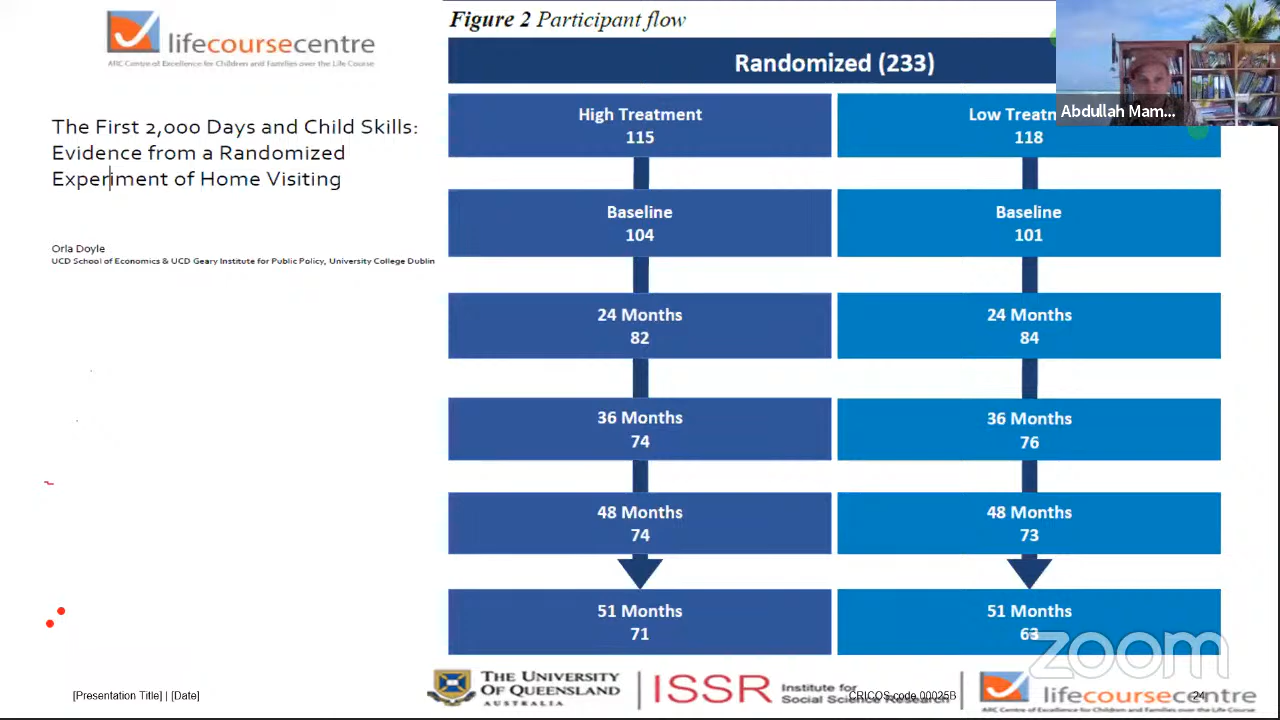 lifecoursecentre
ARC Centre of Excellence for Children and Families over the Life Course
The First 2,000 Days and Child Skills:
Evidence from a Randomized
Experiment of Home Visiting
Orla Doyle
UCD School of Economics & UCD Geary Institute for Public Policy, University College Dublin
Figure 2 Participant flow
Randomized (233)
High Treatment
115
Low Treatm
118
Abdullah Mam...
Baseline
104
Baseline
101
24 Months
82
24 Months
84
36 Months
74
36 Months
76
48 Months
74
48 Months
73
51 Months
71
51 Months
63
zoom
[Presentation Title] | [Date]
THE UNIVERSITY
OF QUEENSLAND
AUSTRALIA
ISSR
Institute for
Social Science Research
CRICOS code 00025B
lifecoursecentre
ARC Centre of Excellence for Children and Families over the Life Course
24